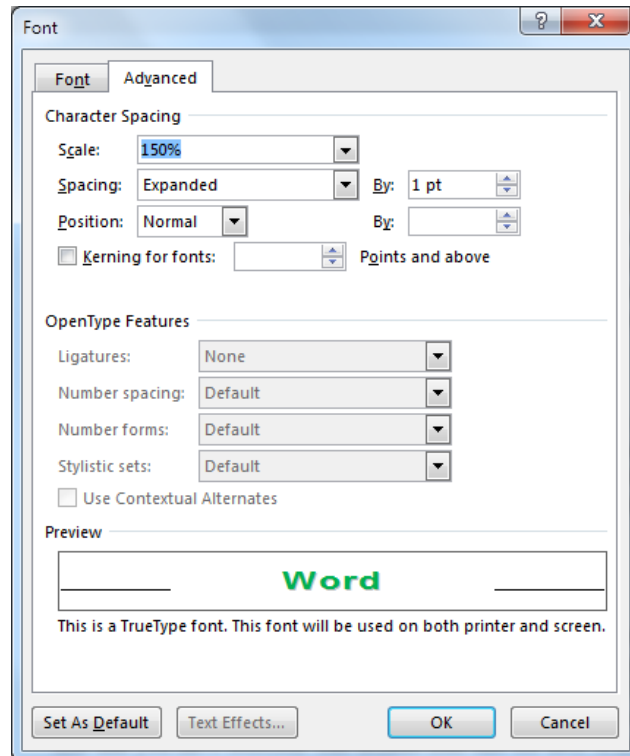 Font
Font Advanced
Character Spacing
Scale: 150%
Spacing: Expanded By: 1 pt
Position: Normal By:
Kerning for fonts: Points and above
OpenType Features
Ligatures: None
Number spacing: Default
Number forms: Default
Stylistic sets: Default
Use Contextual Alternates
Preview
Word
This is a TrueType font. This font will be used on both printer and screen.
Set As Default Text Effects... OK Cancel